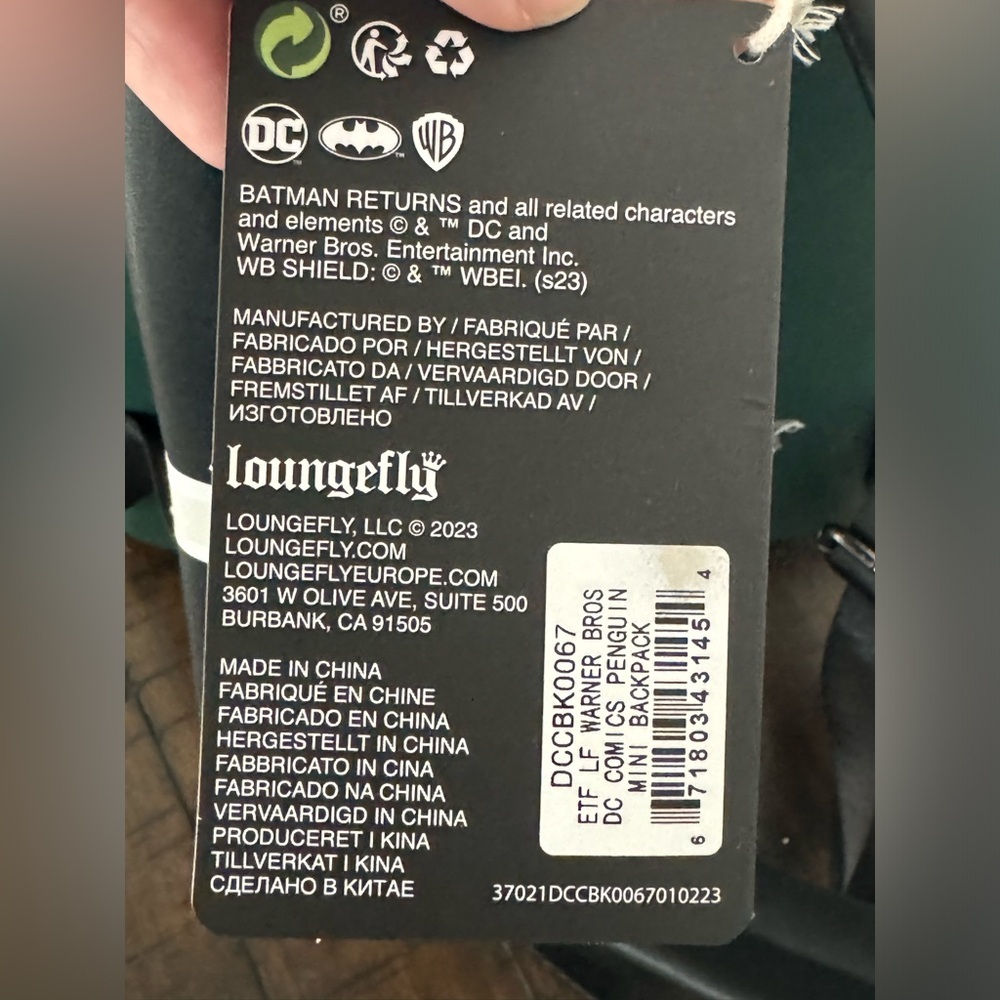 ®
DC ™ ™ WB
BATMAN RETURNS and all related characters
and elements © & ™ DC and
Warner Bros. Entertainment Inc.
WB SHIELD: © & ™ WBEI. (s23)
MANUFACTURED BY / FABRIQUÉ PAR /
FABRICADO POR / HERGESTELLT VON /
FABBRICATO DA / VERVAARDIGD DOOR /
FREMSTILLET AF / TILLVERKAD AV /
ИЗГОТОВЛЕНО
loungefly
LOUNGEFLY, LLC © 2023
LOUNGEFLY.COM
LOUNGEFLYEUROPE.COM
3601 W OLIVE AVE, SUITE 500
BURBANK, CA 91505
MADE IN CHINA
FABRIQUÉ EN CHINE
FABRICADO EN CHINA
HERGESTELLT IN CHINA
FABBRICATO IN CINA
FABRICADO NA CHINA
VERVAARDIGD IN CHINA
PRODUCERET I KINA
TILLVERKAT I KINA
СДЕЛАНО В КИТАЕ
DCCBK0067
ETF LF WARNER BROS
DC COMICS PENGUIN
MINI BACKPACK
6 71803 43145 4
37021DCCBK0067010223